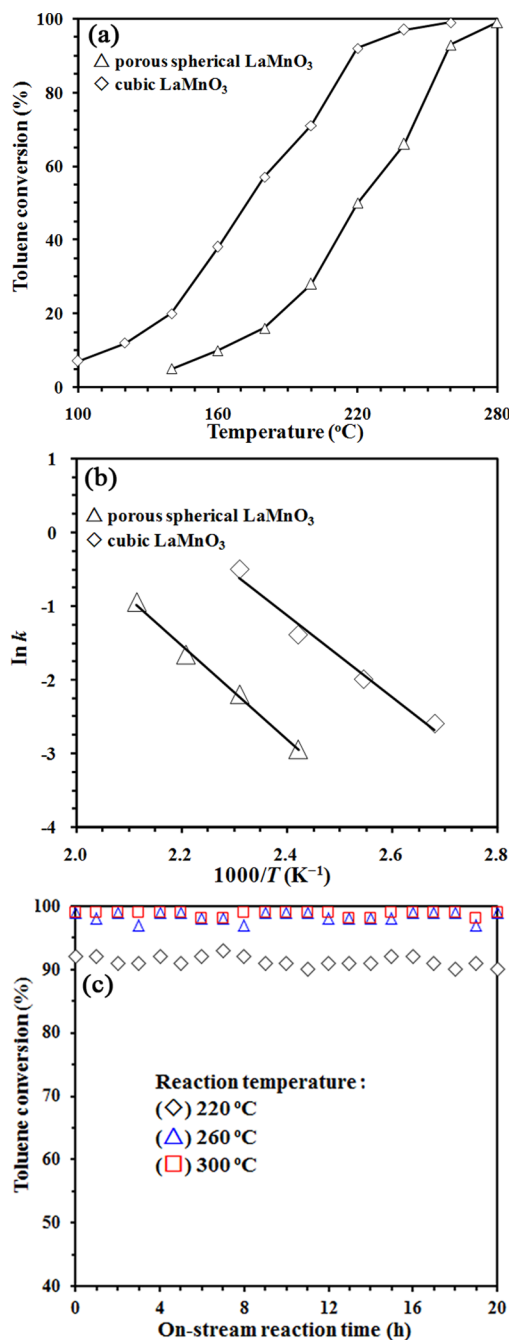 (a)
△ porous spherical LaMnO₃
◇ cubic LaMnO₃
Toluene conversion (%)
100
80
60
40
20
0
100 160 220 280
Temperature (°C)
(b)
△ porous spherical LaMnO₃
◇ cubic LaMnO₃
ln k
1
0
-1
-2
-3
-4
2.0 2.2 2.4 2.6 2.8
1000/T (K⁻¹)
(c)
Toluene conversion (%)
100
90
80
70
60
50
40
Reaction temperature :
(◇) 220 °C
(△) 260 °C
(□) 300 °C
0 4 8 12 16 20
On-stream reaction time (h)